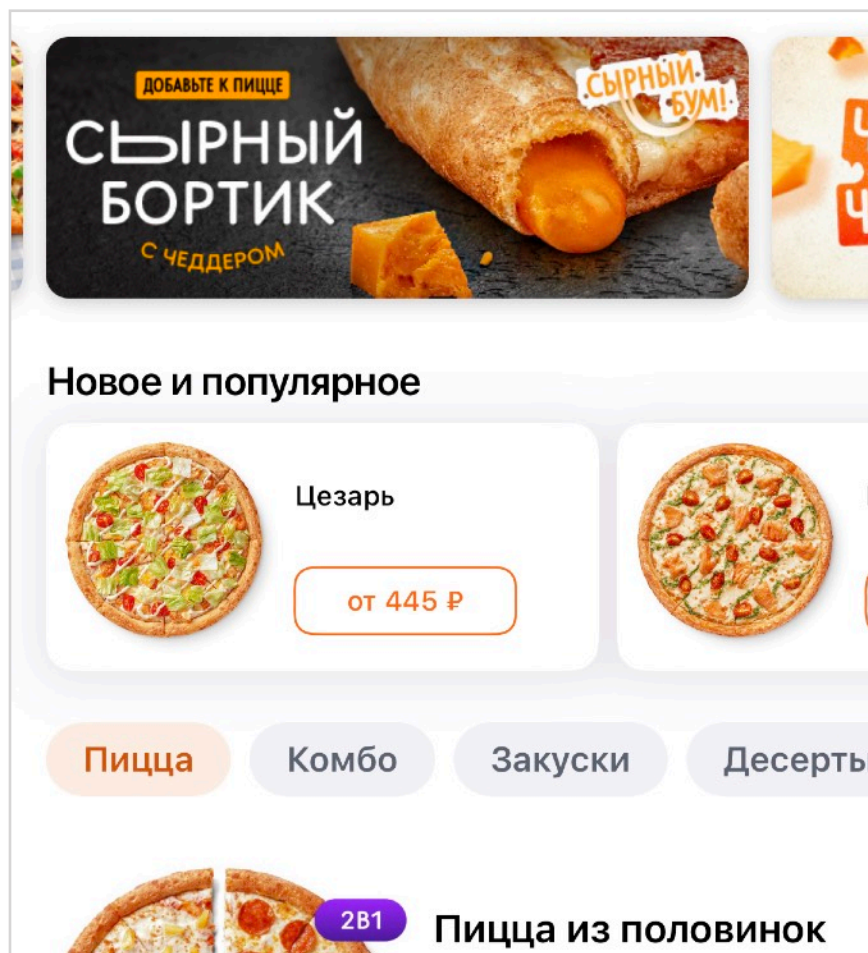 ДОБАВЬТЕ К ПИЦЦЕ
СЫРНЫЙ
БОРТИК
С ЧЕДДЕРОМ
СЫРНЫЙ
БУМ!
Новое и популярное
Цезарь
от 445 ₽
Пицца
Комбо
Закуски
Десерты
2В1
Пицца из половинок